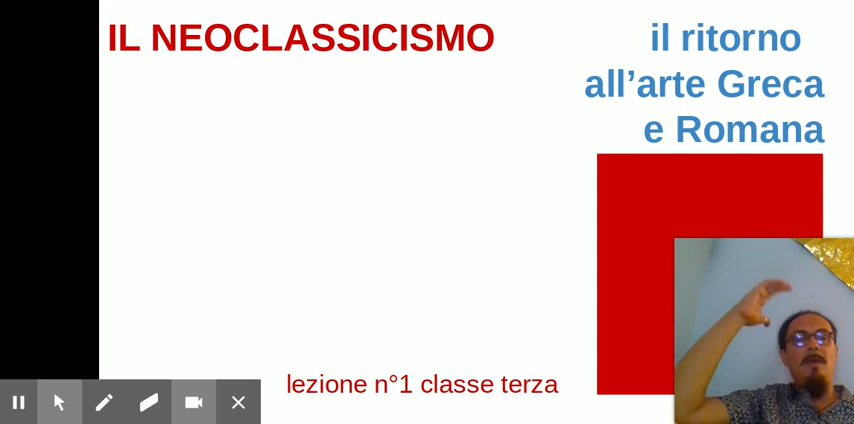 IL NEOCLASSICISMO
il ritorno
all’arte Greca
e Romana
lezione n°1 classe terza